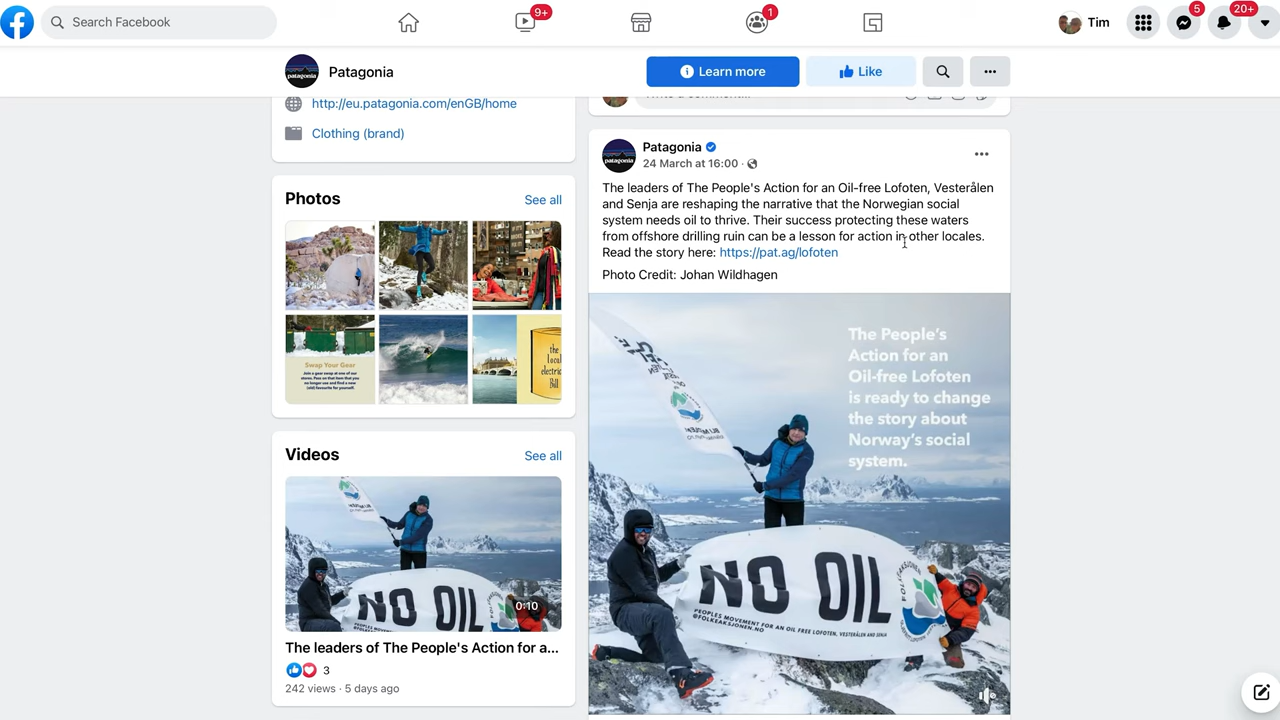 Search Facebook
9+
1
Tim
5
20+
patagonia
Patagonia
Learn more
Like
http://eu.patagonia.com/enGB/home
Clothing (brand)
Photos
See all
Swap Your Gear
the
local
electric
Bill
Videos
See all
NO OIL
0:10
The leaders of The People's Action for a...
3
242 views · 5 days ago
patagonia
Patagonia
24 March at 16:00 ·
The leaders of The People's Action for an Oil-free Lofoten, Vesterålen
and Senja are reshaping the narrative that the Norwegian social
system needs oil to thrive. Their success protecting these waters
from offshore drilling ruin can be a lesson for action in other locales.
Read the story here: https://pat.ag/lofoten
Photo Credit: Johan Wildhagen
The People's
Action for an
Oil-free Lofoten
is ready to change
the story about
Norway's social
system.
NO OIL
PEOPLES MOVEMENT FOR AN OIL FREE LOFOTEN, VESTERÅLEN AND SENJA
@FOLKEAKSJONEN.NO